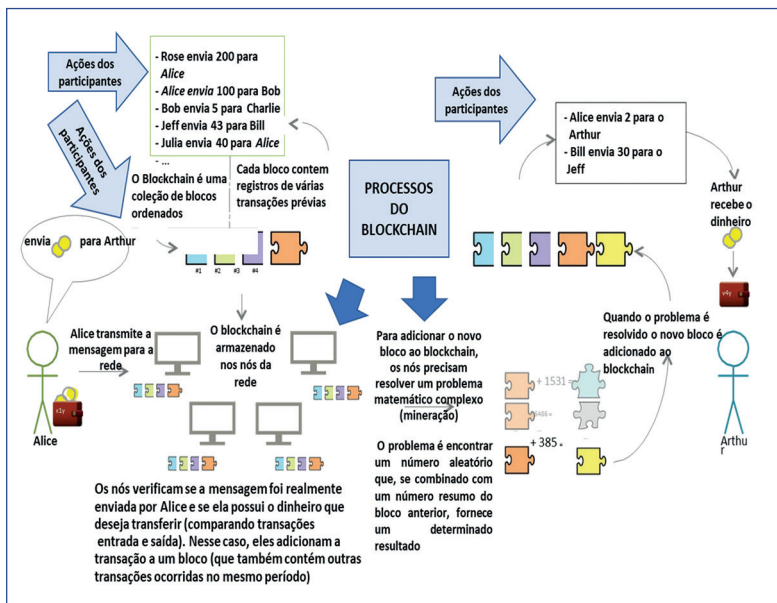 Ações dos
participantes
- Rose envia 200 para
Alice
- Alice envia 100 para Bob
- Bob envia 5 para Charlie
- Jeff envia 43 para Bill
- Julia envia 40 para Alice
- ...
Ações dos
participantes
O Blockchain é uma
coleção de blocos
ordenados
Cada bloco contem
registros de várias
transações prévias
envia para Arthur
#1 #2 #3 #4
PROCESSOS
DO
BLOCKCHAIN
Ações dos
participantes
- Alice envia 2 para o
Arthur
- Bill envia 30 para o
Jeff
Arthur
recebe o
dinheiro
y4y
Alice transmite a
mensagem para a
rede
x1y
Alice
O blockchain é
armazenado
nos nós da
rede
Os nós verificam se a mensagem foi realmente
enviada por Alice e se ela possui o dinheiro que
deseja transferir (comparando transações
entrada e saída). Nesse caso, eles adicionam a
transação a um bloco (que também contém outras
transações ocorridas no mesmo período)
Para adicionar o novo
bloco ao blockchain,
os nós precisam
resolver um problema
matemático complexo
(mineração)
O problema é encontrar
um número aleatório
que, se combinado com
um número resumo do
bloco anterior, fornece
um determinado
resultado
+ 1531 =
+ 385 =
Quando o problema é
resolvido o novo bloco é
adicionado ao
blockchain
Arthu
r